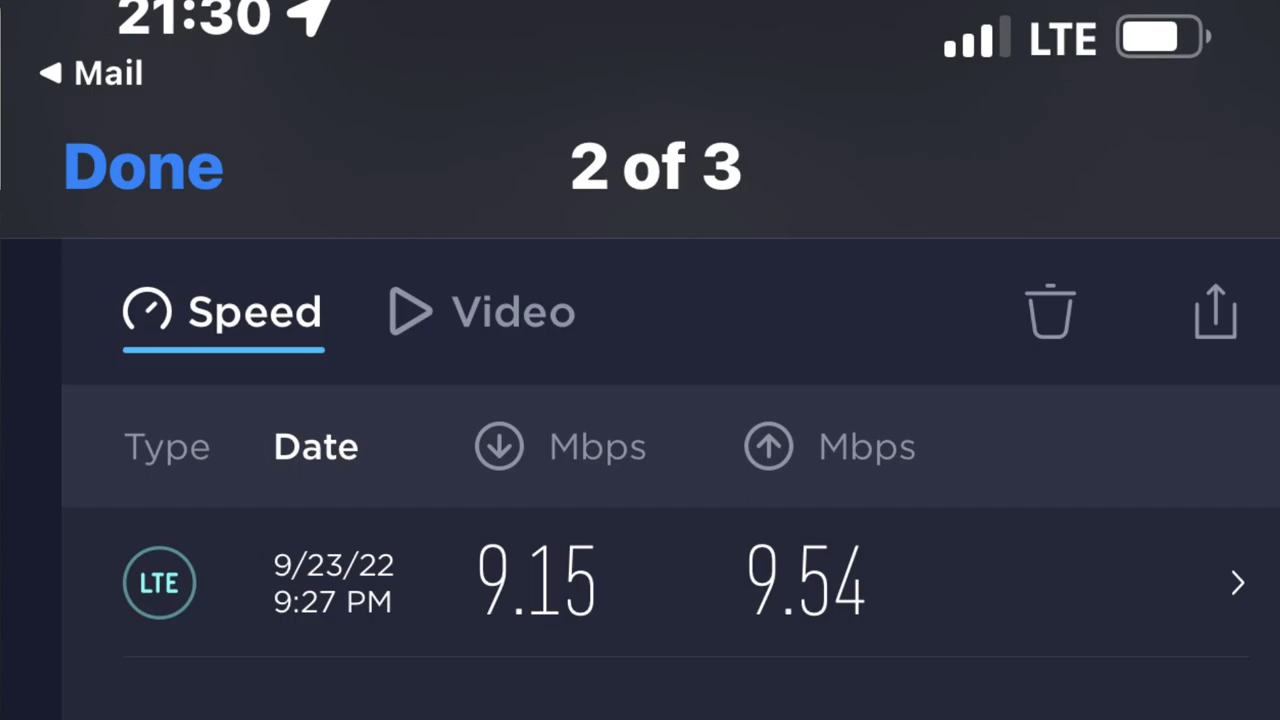 21:30 LTE
Mail
Done 2 of 3
Speed Video
Type Date Mbps Mbps
LTE 9/23/22 9.15 9.54
9:27 PM